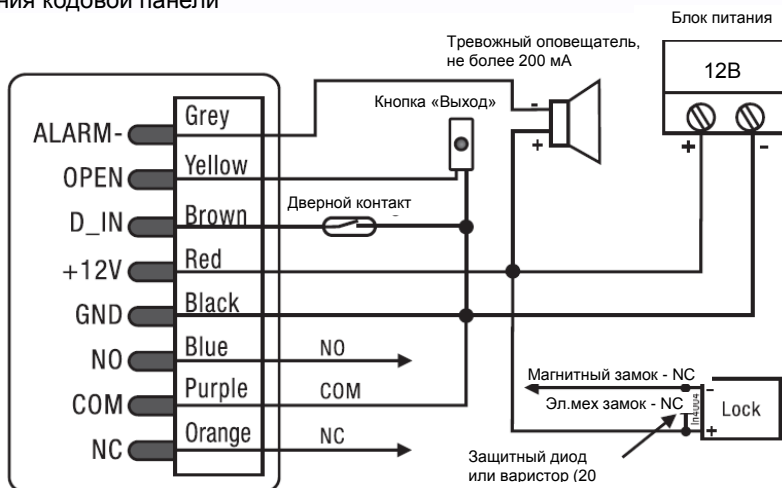 ния кодовой панели
Блок питания
12В
+ -
Тревожный оповещатель,
не более 200 мА
-
+
Кнопка «Выход»
ALARM- Grey
OPEN Yellow
D_IN Brown
Дверной контакт
+12V Red
GND Black
NO Blue NO
COM Purple COM
NC Orange NC
Магнитный замок - NC
Эл.мех замок - NC
In4004
-
+
Lock
Защитный диод
или варистор (20